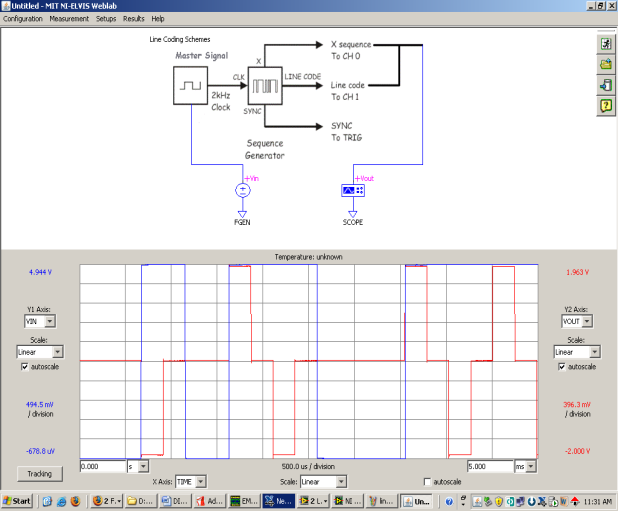 Untitled - MIT NI-ELVIS Weblab
Configuration Measurement Setups Results Help
Line Coding Schemes
Master Signal
X
X sequence
To CH 0
CLK
LINE CODE
Line code
To CH 1
2kHz
Clock
SYNC
SYNC
To TRIG
Sequence
Generator
+Vin
+Vout
FGEN
SCOPE
Temperature: unknown
4.944 V
1.963 V
Y1 Axis:
VIN
Y2 Axis:
VOUT
Scale:
Linear
Scale:
Linear
autoscale
autoscale
494.5 mV
/ division
396.3 mV
/ division
-678.8 uV
-2.000 V
Tracking
0.000 s
500.0 us / division
5.000 ms
X Axis: TIME
Scale: Linear
autoscale
Start 2 F... D:... DI... Ad... EM... Ne... 2 L... NI ... lin... Un... 11:31 AM